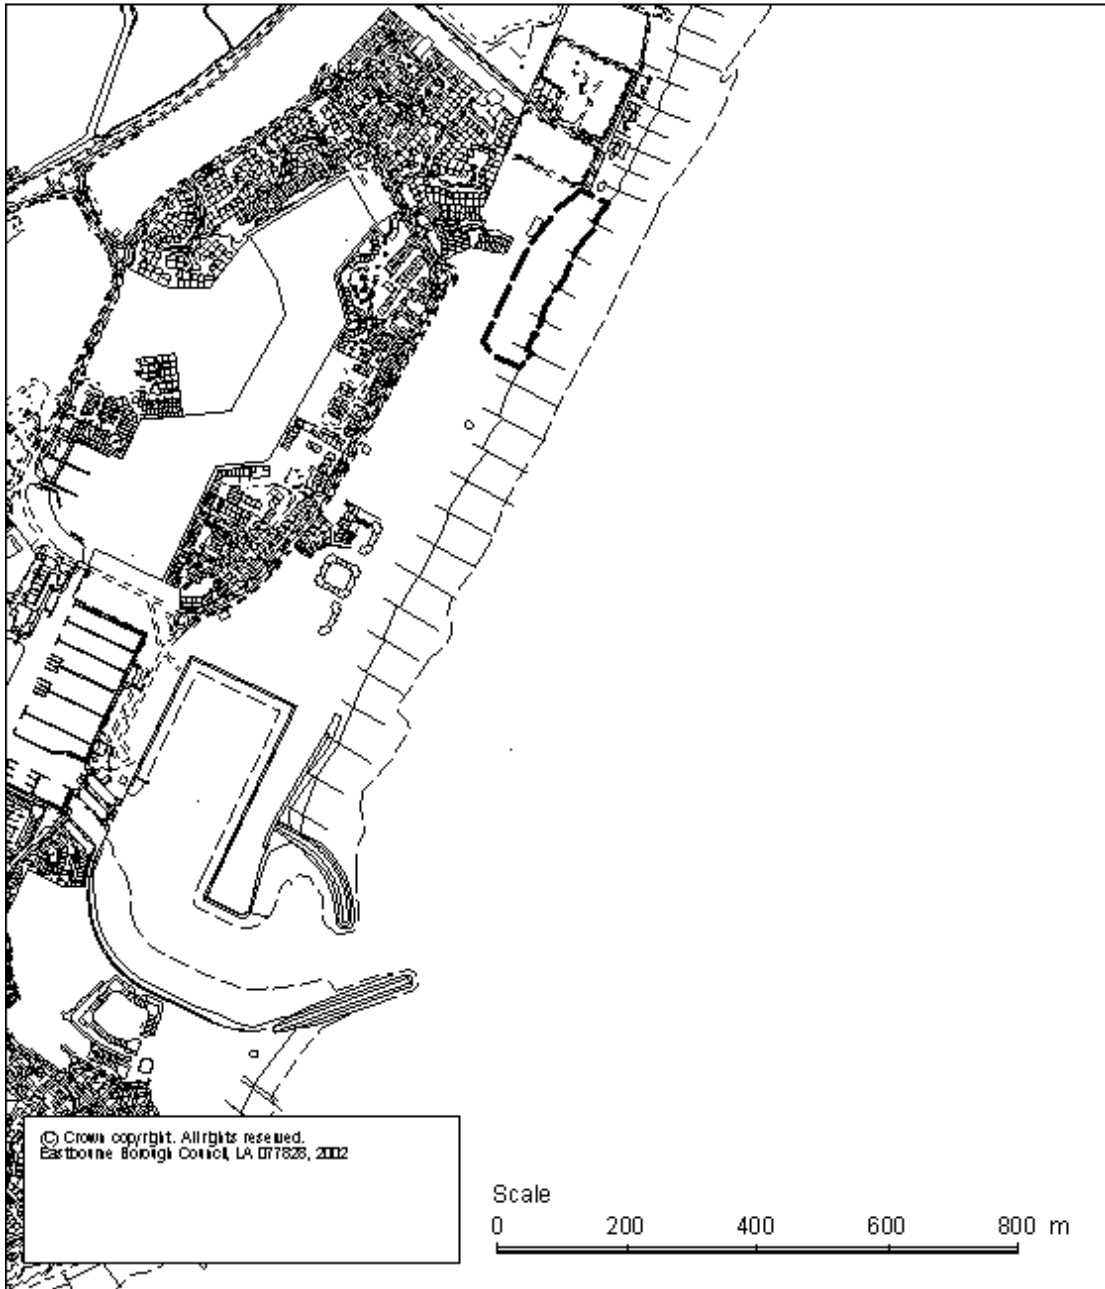 © Crown copyright. All rights reserved.
Eastbourne Borough Council, LA 077828, 2002
Scale
0 200 400 600 800 m